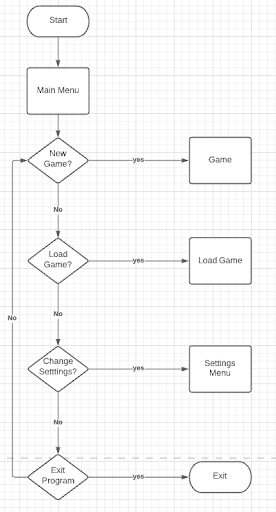 Start
Main Menu
New
Game?
yes
Game
No
Load
Game?
yes
Load Game
No
Change
Setttings?
yes
Settings
Menu
No
No
Exit
Program
yes
Exit